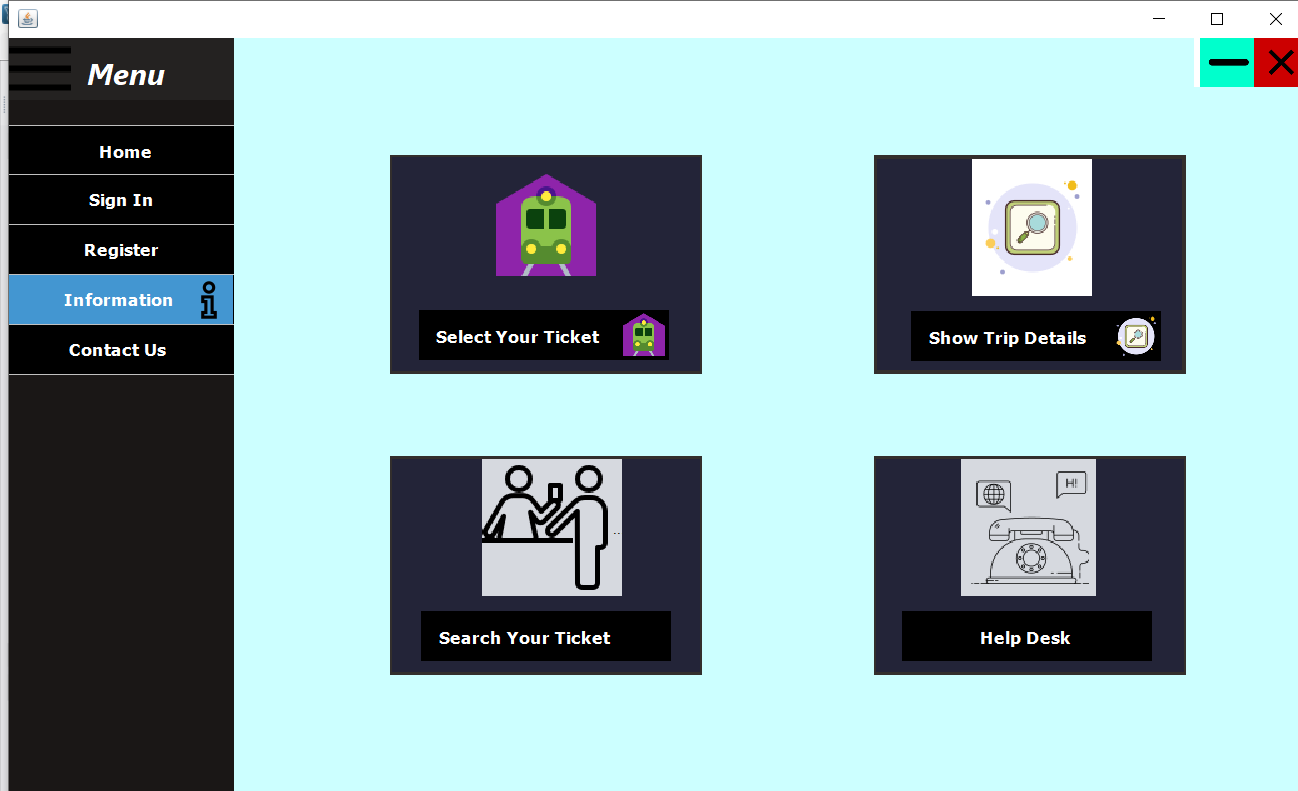 Menu
Home
Sign In
Register
Information
Contact Us
Select Your Ticket
Show Trip Details
Search Your Ticket
HI!
Help Desk